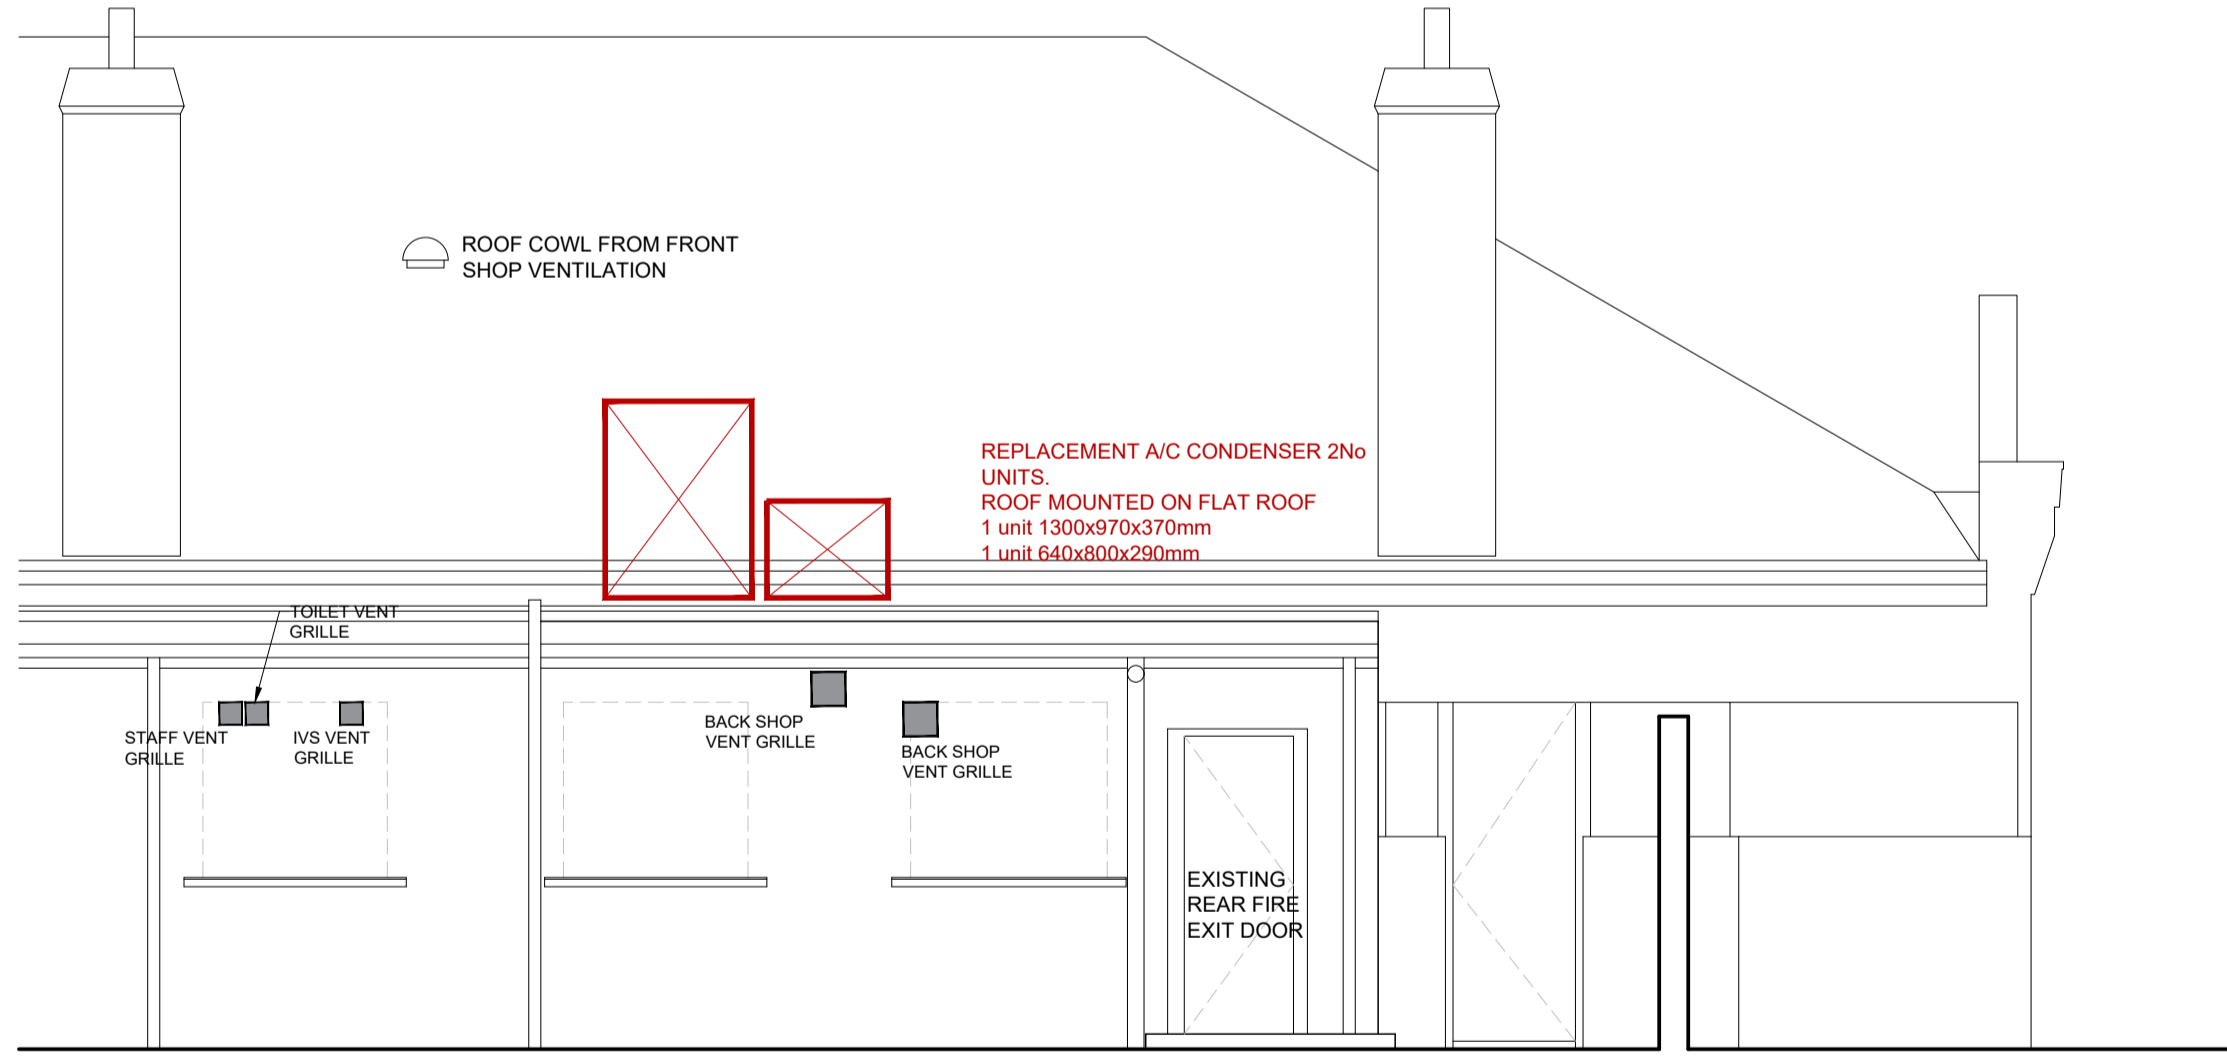 ROOF COWL FROM FRONT
SHOP VENTILATION
REPLACEMENT A/C CONDENSER 2No
UNITS.
ROOF MOUNTED ON FLAT ROOF
1 unit 1300x970x370mm
1 unit 640x800x290mm
TOILET VENT
GRILLE
STAFF VENT
GRILLE
IVS VENT
GRILLE
BACK SHOP
VENT GRILLE
BACK SHOP
VENT GRILLE
EXISTING
REAR FIRE
EXIT DOOR